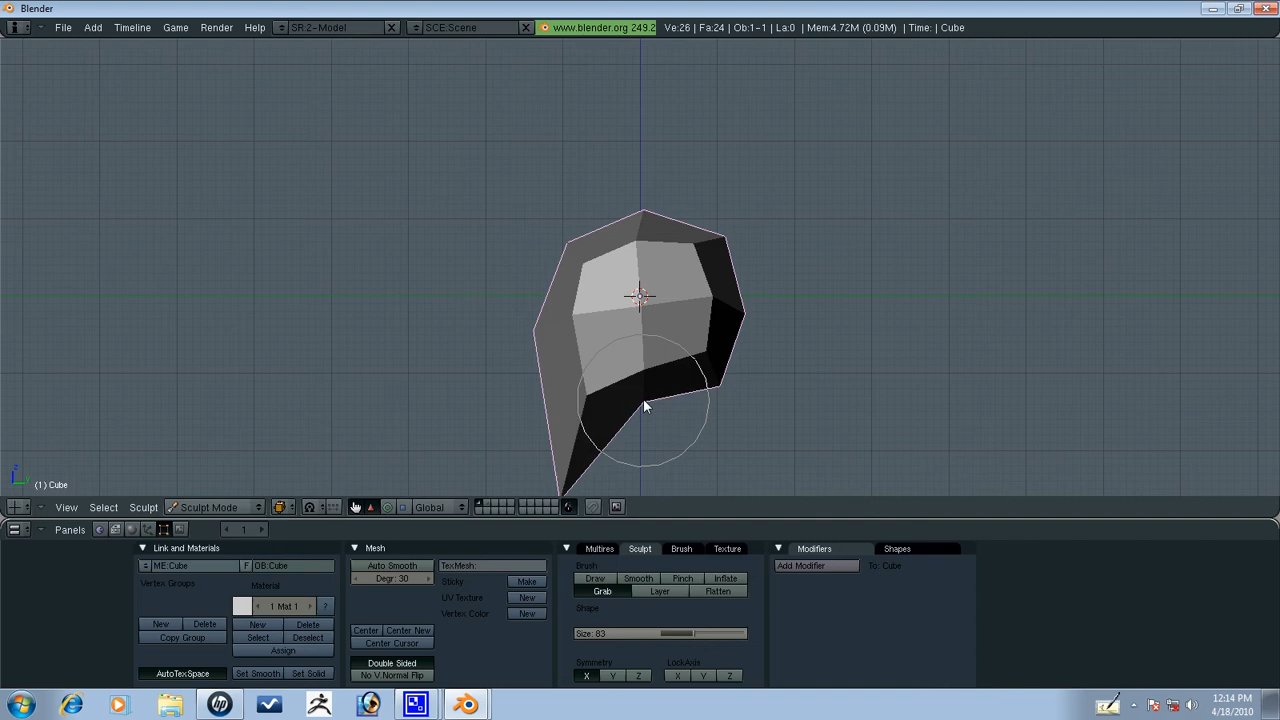 Blender
File Add Timeline Game Render Help SR:2-Model SCE:Scene www.blender.org 249.2 Ve:26 | Fa:24 | Ob:1-1 | La:0 | Mem:4.72M (0.09M) | Time: | Cube
z
y
(1) Cube
View Select Sculpt Sculpt Mode Global
Panels 1
Link and Materials Mesh Multires Sculpt Brush Texture Modifiers Shapes
ME:Cube F OB:Cube Auto Smooth TexMesh: Brush Add Modifier To: Cube
Vertex Groups Material Degr: 30 Sticky Make Draw Smooth Pinch Inflate
1 Mat 1 ? UV Texture New Grab Layer Flatten
New Delete New Delete Vertex Color New Shape
Copy Group Select Deselect Center Center New Size: 83
Assign Center Cursor
Double Sided Symmetry LockAxis
AutoTexSpace Set Smooth Set Solid No V.Normal Flip X Y Z X Y Z
hp 12:14 PM
4/18/2010